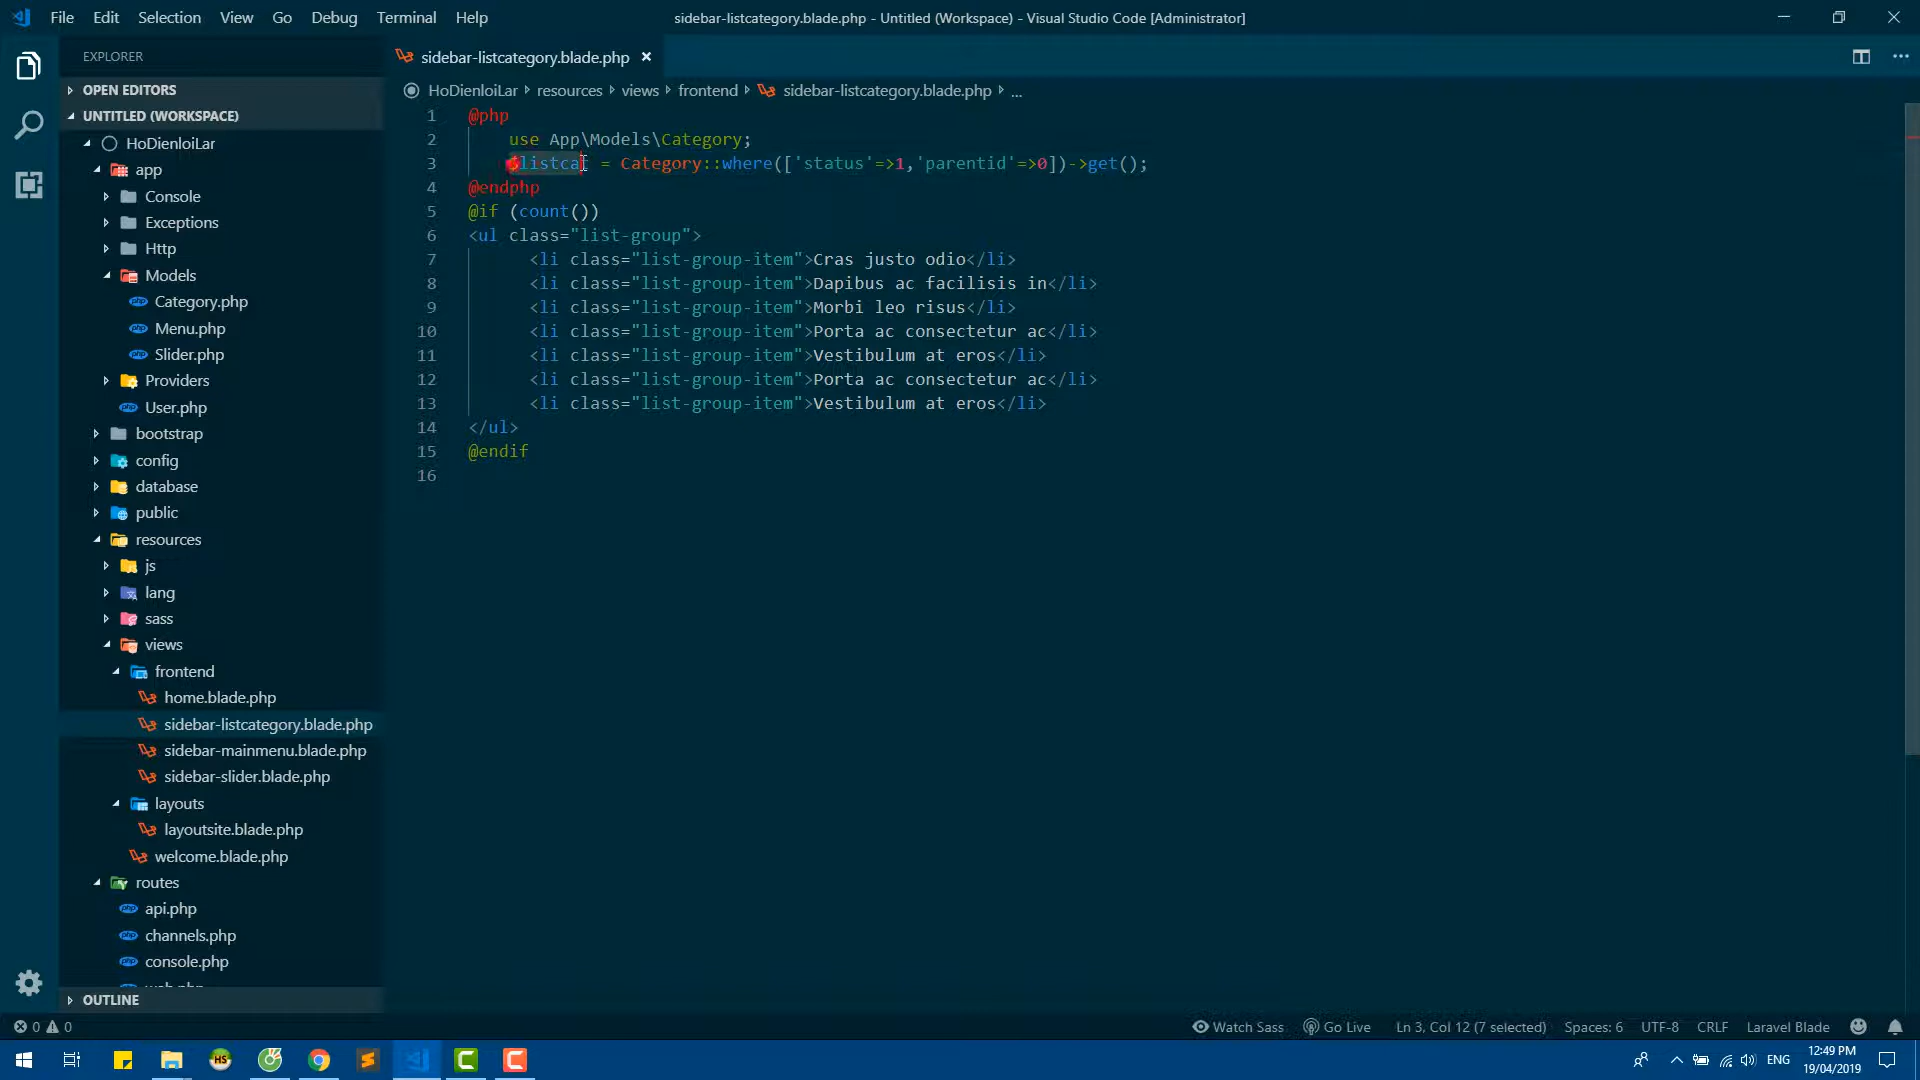 File Edit Selection View Go Debug Terminal Help
sidebar-listcategory.blade.php - Untitled (Workspace) - Visual Studio Code [Administrator]
EXPLORER
OPEN EDITORS
UNTITLED (WORKSPACE)
HoDienloiLar
app
Console
Exceptions
Http
Models
Category.php
Menu.php
Slider.php
Providers
User.php
bootstrap
config
database
public
resources
js
lang
sass
views
frontend
home.blade.php
sidebar-listcategory.blade.php
sidebar-mainmenu.blade.php
sidebar-slider.blade.php
layouts
layoutsite.blade.php
welcome.blade.php
routes
api.php
channels.php
console.php
OUTLINE
sidebar-listcategory.blade.php
HoDienloiLar resources views frontend sidebar-listcategory.blade.php ...
1 @php
2 use App\Models\Category;
3 $listcat = Category::where(['status'=>1,'parentid'=>0])->get();
4 @endphp
5 @if (count())
6 <ul class="list-group">
7 <li class="list-group-item">Cras justo odio</li>
8 <li class="list-group-item">Dapibus ac facilisis in</li>
9 <li class="list-group-item">Morbi leo risus</li>
10 <li class="list-group-item">Porta ac consectetur ac</li>
11 <li class="list-group-item">Vestibulum at eros</li>
12 <li class="list-group-item">Porta ac consectetur ac</li>
13 <li class="list-group-item">Vestibulum at eros</li>
14 </ul>
15 @endif
16
0 0 Watch Sass Go Live Ln 3, Col 12 (7 selected) Spaces: 6 UTF-8 CRLF Laravel Blade
HS
ENG
12:49 PM
19/04/2019